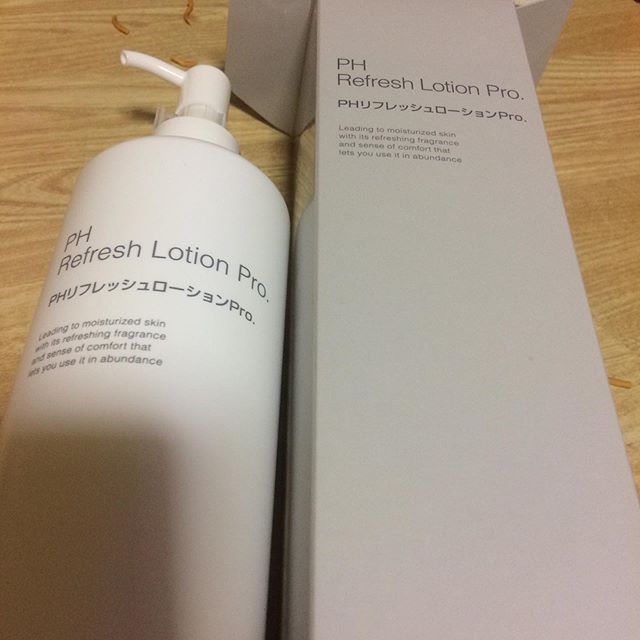 PH
Refresh Lotion Pro.
PHリフレッシュローションPro.
Leading to moisturized skin
with its refreshing fragrance
and sense of comfort that
lets you use it in abundance
PH
Refresh Lotion Pro.
PHリフレッシュローションPro.
Leading to moisturized skin
with its refreshing fragrance
and sense of comfort that
lets you use it in abundance